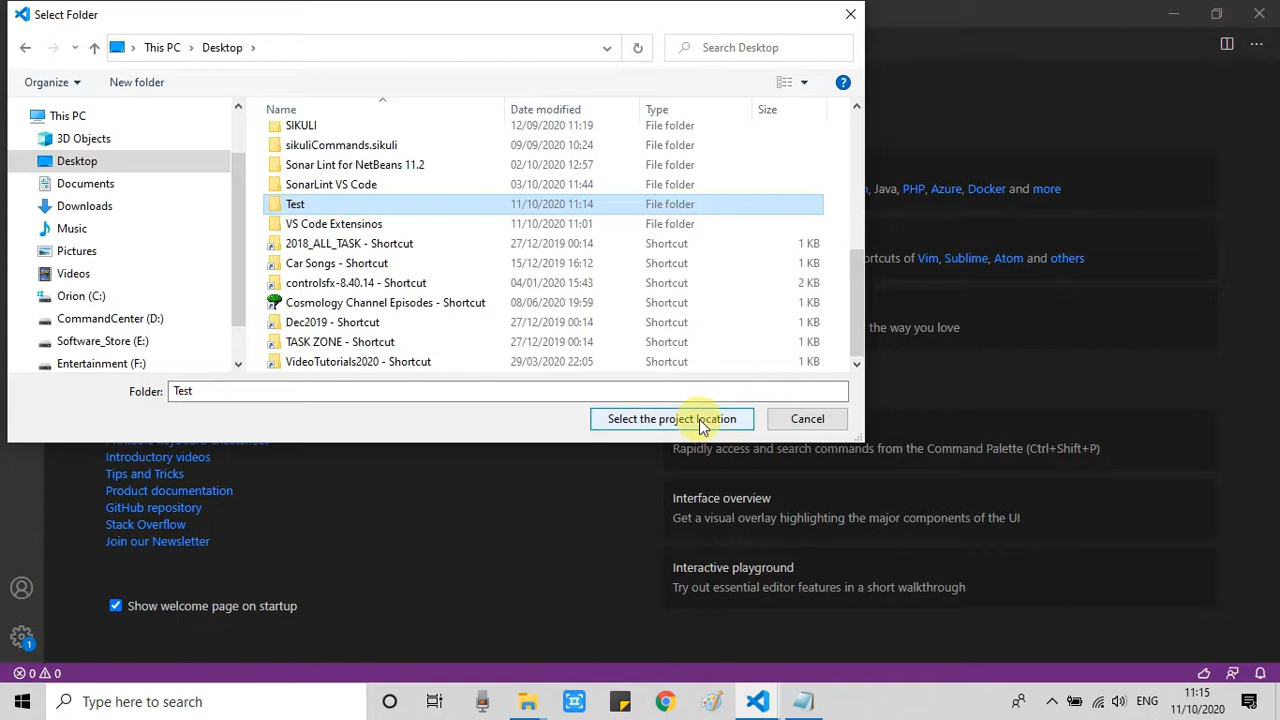 Select Folder
This PC
Desktop
Search Desktop
Organize
New folder
Name
Date modified
Type
Size
This PC
3D Objects
Desktop
Documents
Downloads
Music
Pictures
Videos
Orion (C:)
CommandCenter (D:)
Software_Store (E:)
Entertainment (F:)
SIKULI 12/09/2020 11:19 File folder
sikuliCommands.sikuli 09/09/2020 10:24 File folder
Sonar Lint for NetBeans 11.2 02/10/2020 12:57 File folder
SonarLint VS Code 03/10/2020 11:44 File folder
Test 11/10/2020 11:14 File folder
VS Code Extensinos 11/10/2020 11:01 File folder
2018_ALL_TASK - Shortcut 27/12/2019 00:14 Shortcut 1 KB
Car Songs - Shortcut 15/12/2019 16:12 Shortcut 1 KB
controlsfx-8.40.14 - Shortcut 04/01/2020 15:43 Shortcut 2 KB
Cosmology Channel Episodes - Shortcut 08/06/2020 19:59 Shortcut 1 KB
Dec2019 - Shortcut 27/12/2019 00:14 Shortcut 1 KB
TASK ZONE - Shortcut 27/12/2019 00:14 Shortcut 1 KB
VideoTutorials2020 - Shortcut 29/03/2020 22:05 Shortcut 1 KB
Folder: Test
Select the project location
Cancel
, Java, PHP, Azure, Docker and more
of Vim, Sublime, Atom and others
the way you love
Introductory videos
Tips and Tricks
Product documentation
GitHub repository
Stack Overflow
Join our Newsletter
Show welcome page on startup
Rapidly access and search commands from the Command Palette (Ctrl+Shift+P)
Interface overview
Get a visual overlay highlighting the major components of the UI
Interactive playground
Try out essential editor features in a short walkthrough
1
0 0
Type here to search
ENG
11:15
11/10/2020